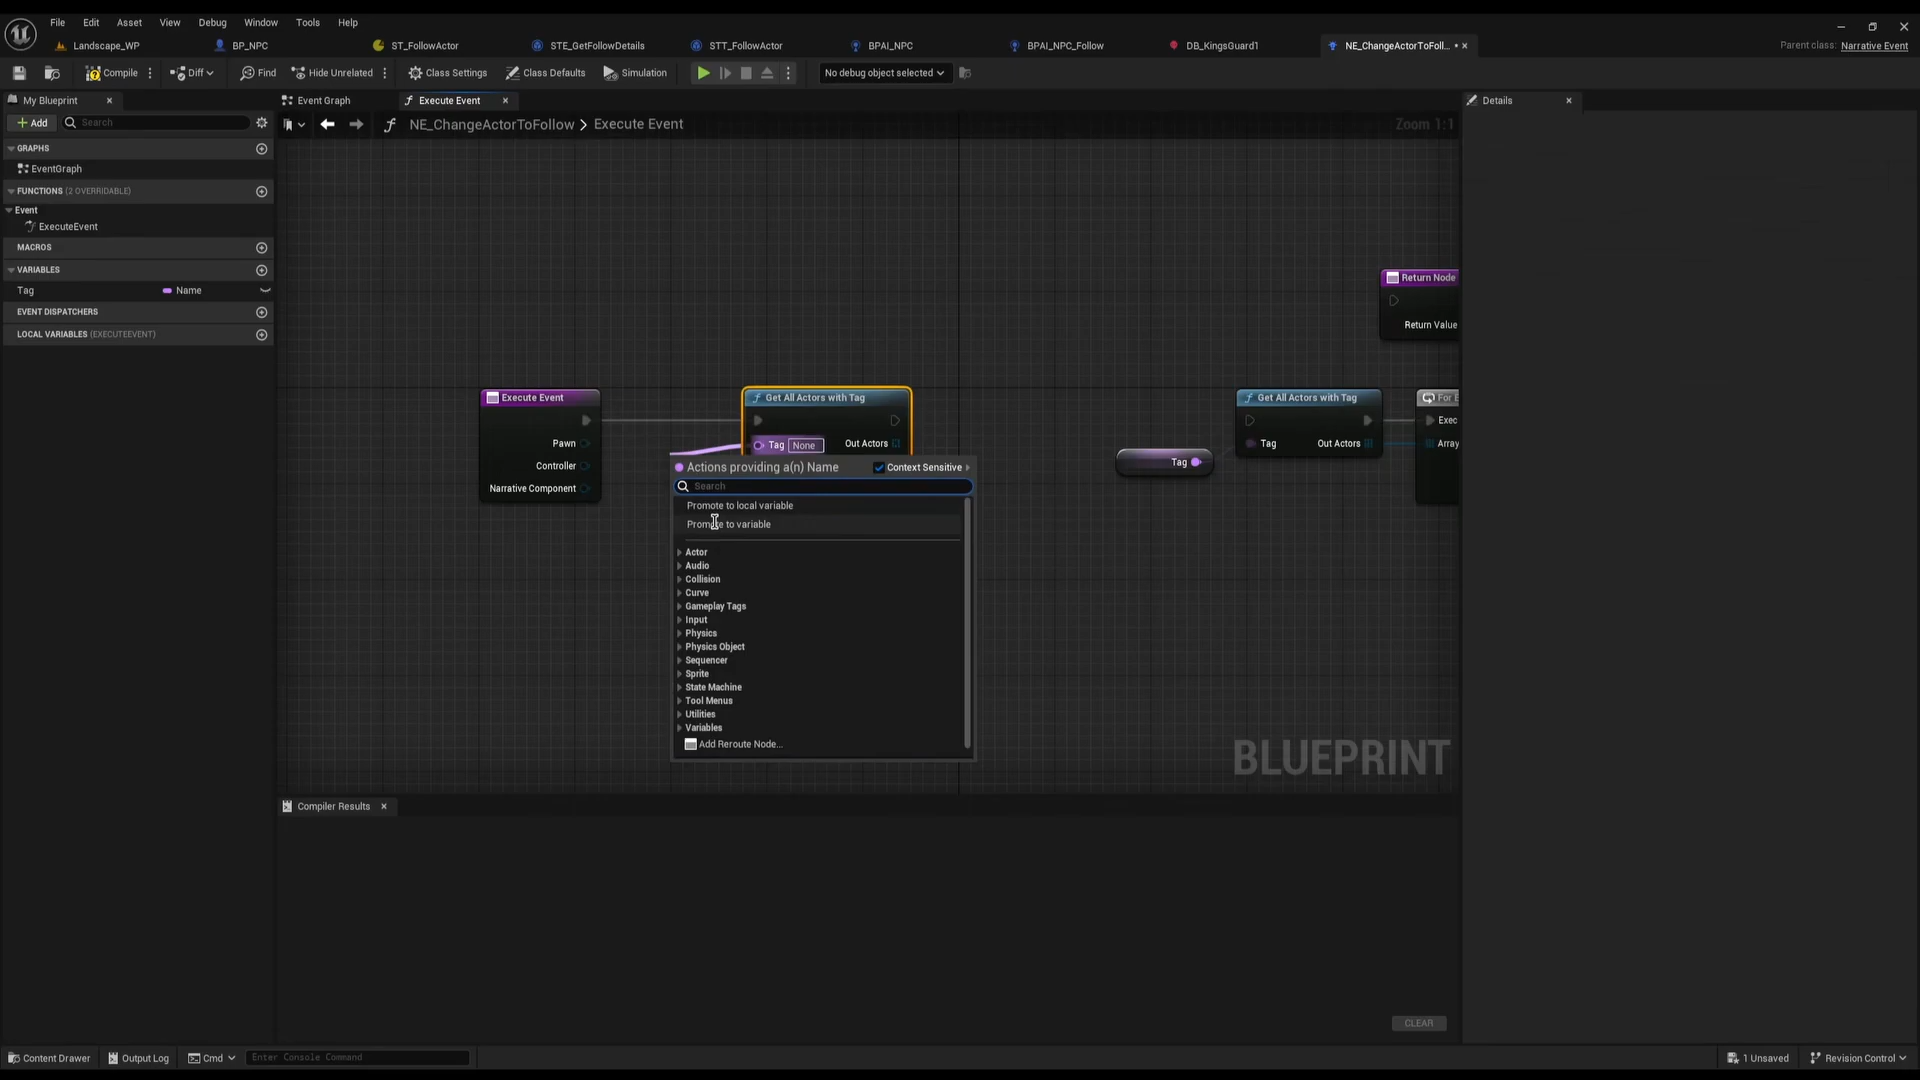 File Edit Asset View Debug Window Tools Help
Landscape_WP BP_NPC ST_FollowActor STE_GetFollowDetails STT_FollowActor BPAI_NPC BPAI_NPC_Follow DB_KingsGuard1 NE_ChangeActorToFoll... Parent class: Narrative Event
Compile Diff Find Hide Unrelated Class Settings Class Defaults Simulation No debug object selected
My Blueprint Event Graph Execute Event Details
Add Search NE_ChangeActorToFollow > Execute Event Zoom 1:1
GRAPHS
EventGraph
FUNCTIONS (2 OVERRIDABLE)
Event
ExecuteEvent
MACROS
VARIABLES
Tag Name
EVENT DISPATCHERS
LOCAL VARIABLES (EXECUTEEVENT)
Return Node
Return Value
Execute Event
Pawn
Controller
Narrative Component
Get All Actors with Tag
Tag None Out Actors
Tag
Get All Actors with Tag
Tag Out Actors
For E
Exec
Array
Actions providing a(n) Name Context Sensitive
Search
Promote to local variable
Promote to variable
Actor
Audio
Collision
Curve
Gameplay Tags
Input
Physics
Physics Object
Sequencer
Sprite
State Machine
Tool Menus
Utilities
Variables
Add Reroute Node...
BLUEPRINT
Compiler Results
CLEAR
Content Drawer Output Log Cmd Enter Console Command 1 Unsaved Revision Control